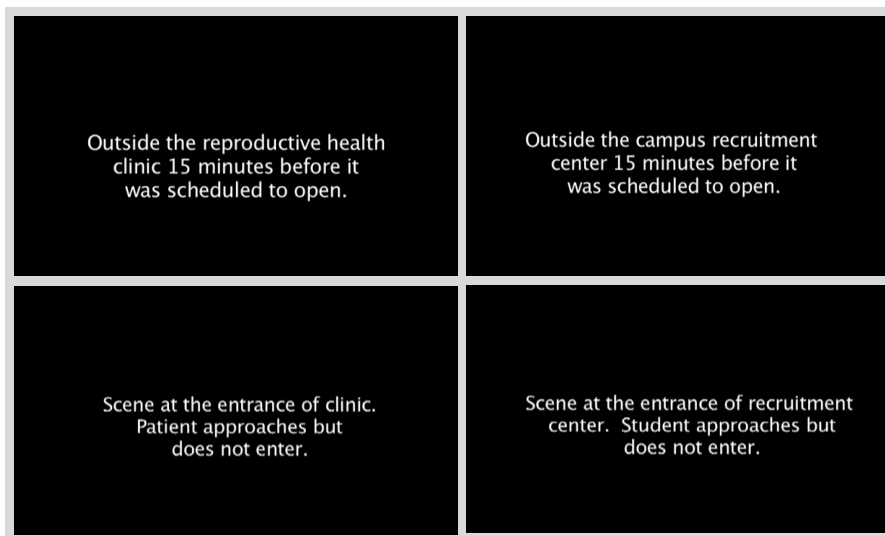 Outside the reproductive health
clinic 15 minutes before it
was scheduled to open.
Outside the campus recruitment
center 15 minutes before it
was scheduled to open.
Scene at the entrance of clinic.
Patient approaches but
does not enter.
Scene at the entrance of recruitment
center.  Student approaches but
does not enter.